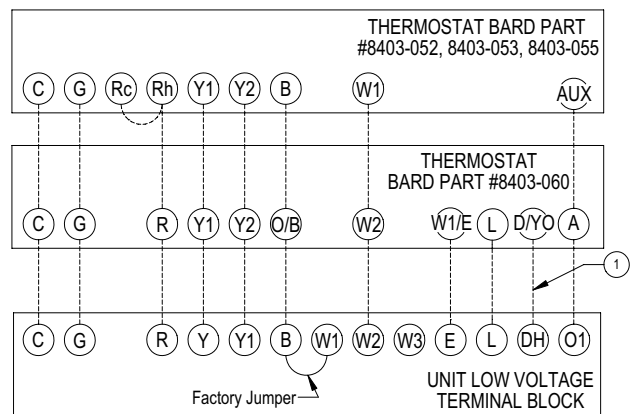 THERMOSTAT BARD PART
#8403-052, 8403-053, 8403-055
C G Rc Rh Y1 Y2 B W1 AUX
THERMOSTAT
BARD PART #8403-060
C G R Y1 Y2 O/B W2 W1/E L D/YO A
1
C G R Y Y1 B W1 W2 W3 E L DH O1
Factory Jumper
UNIT LOW VOLTAGE
TERMINAL BLOCK